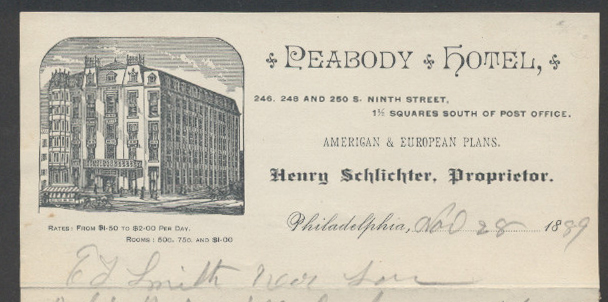 PEABODY HOTEL,
246, 248 AND 250 S. NINTH STREET,
1½ SQUARES SOUTH OF POST OFFICE.
AMERICAN & EUROPEAN PLANS.
Henry Schlichter, Proprietor.
RATES: FROM $1.50 TO $2.00 PER DAY.
ROOMS: 50c. 75c. AND $1.00
Philadelphia, Nov 28 1889
Smith